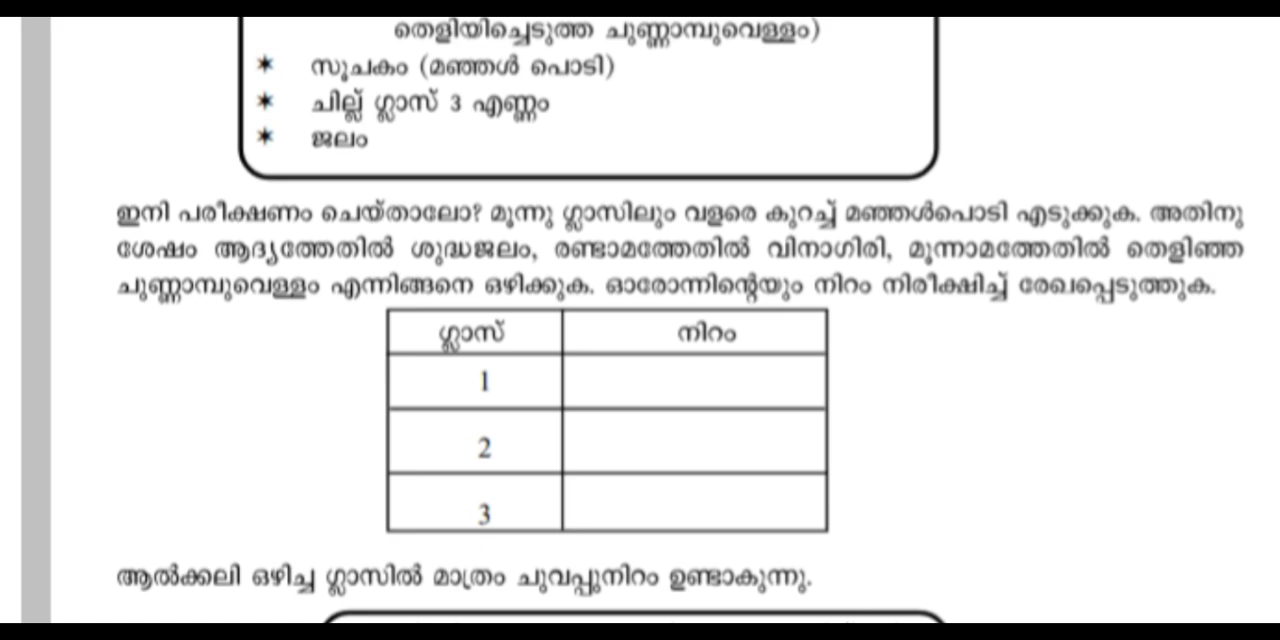 തെളിയിച്ചെടുത്ത ചുണ്ണാമ്പുവെള്ളം)
✶ സൂചകം (മഞ്ഞൾ പൊടി)
✶ ചില്ല് ഗ്ലാസ് 3 എണ്ണം
✶ ജലം
ഇനി പരീക്ഷണം ചെയ്താലോ? മൂന്നു ഗ്ലാസിലും വളരെ കുറച്ച് മഞ്ഞൾപൊടി എടുക്കുക. അതിനു
ശേഷം ആദ്യത്തേതിൽ ശുദ്ധജലം, രണ്ടാമത്തേതിൽ വിനാഗിരി, മൂന്നാമത്തേതിൽ തെളിഞ്ഞ
ചുണ്ണാമ്പുവെള്ളം എന്നിങ്ങനെ ഒഴിക്കുക. ഓരോന്നിന്റെയും നിറം നിരീക്ഷിച്ച് രേഖപ്പെടുത്തുക.
ഗ്ലാസ് നിറം
1
2
3
ആൽക്കലി ഒഴിച്ച ഗ്ലാസിൽ മാത്രം ചുവപ്പുനിറം ഉണ്ടാകുന്നു.